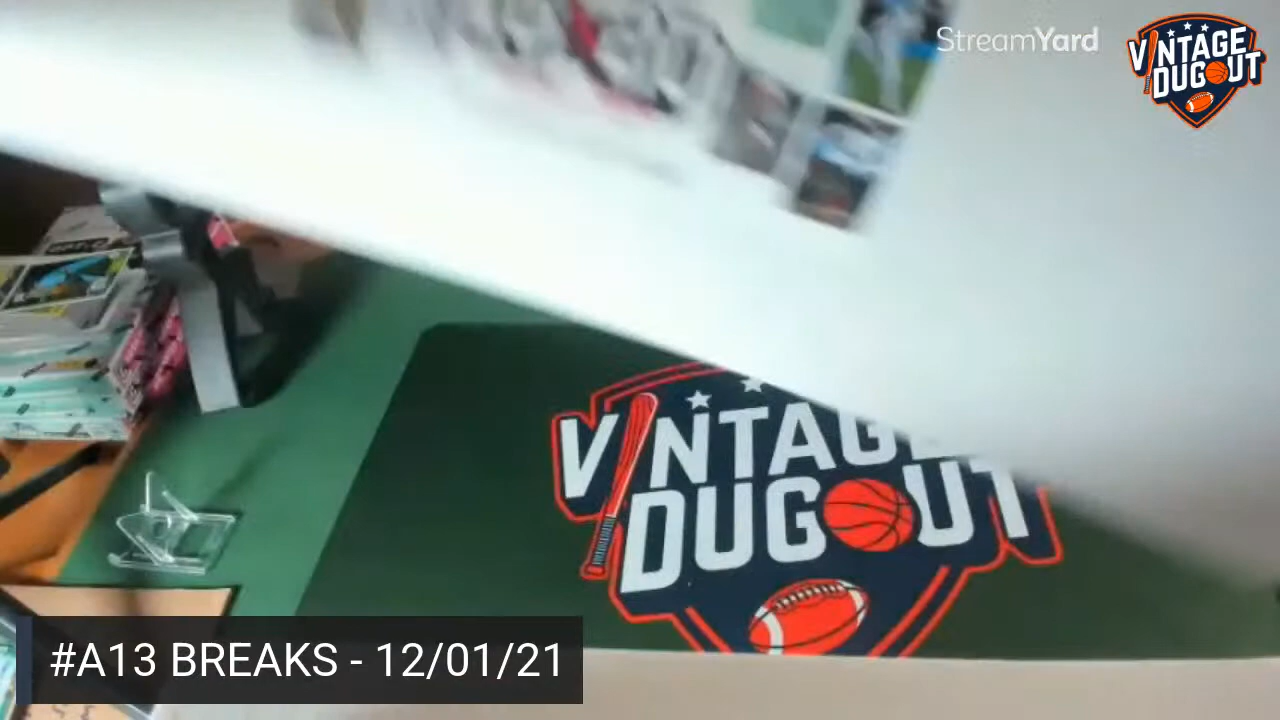 StreamYard
VINTAGE
DUGOUT
VINTAGE
DUGOUT
#A13 BREAKS - 12/01/21